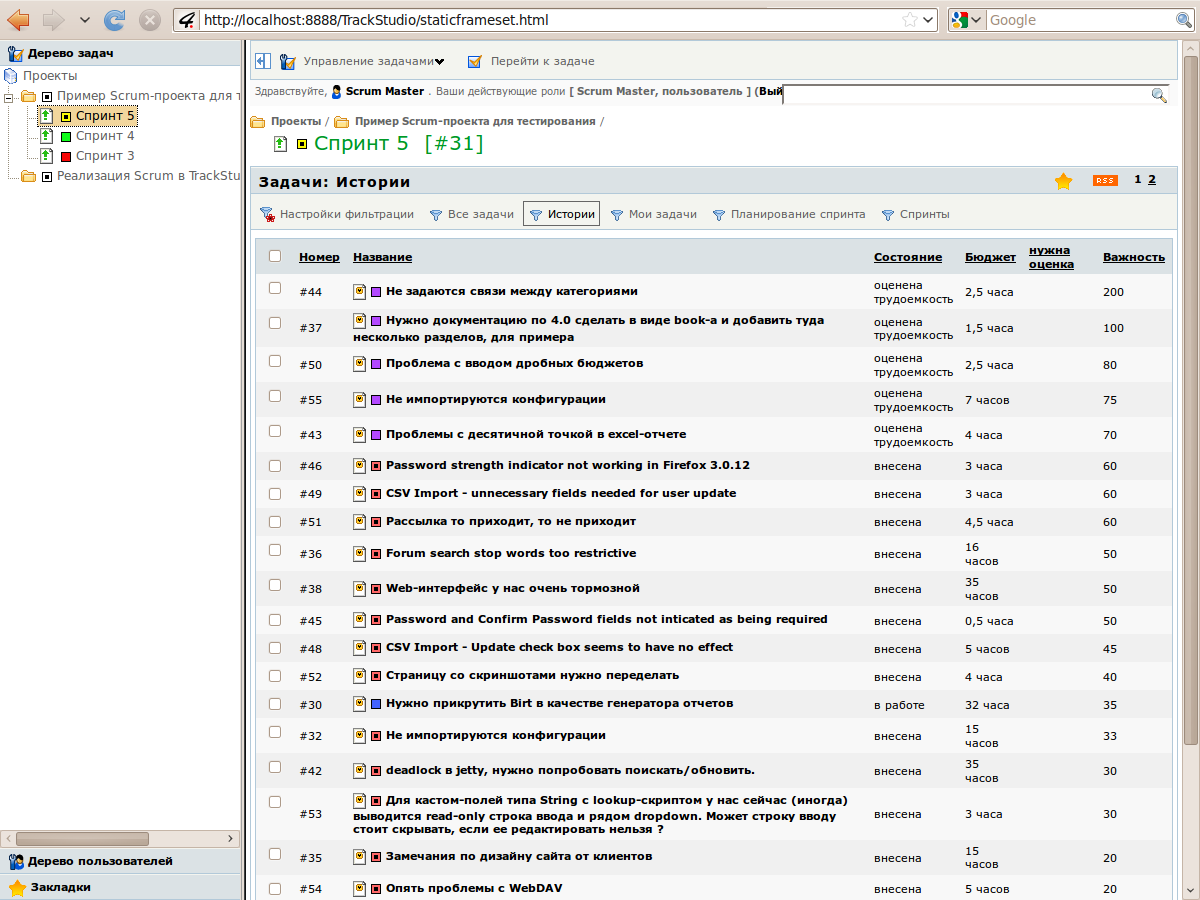 http://localhost:8888/TrackStudio/staticframeset.html
Google
Дерево задач
Проекты
Пример Scrum-проекта для т
Спринт 5
Спринт 4
Спринт 3
Реализация Scrum в TrackStu
Дерево пользователей
Закладки
Управление задачами Перейти к задаче
Здравствуйте, Scrum Master . Ваши действующие роли [ Scrum Master, пользователь ] (Вый
Проекты / Пример Scrum-проекта для тестирования /
Спринт 5 [#31]
Задачи: Истории RSS 1 2
Настройки фильтрации Все задачи Истории Мои задачи Планирование спринта Спринты
Номер Название Состояние Бюджет нужна
оценка Важность
#44 Не задаются связи между категориями оценена
трудоемкость 2,5 часа 200
#37 Нужно документацию по 4.0 сделать в виде book-а и добавить туда
несколько разделов, для примера оценена
трудоемкость 1,5 часа 100
#50 Проблема с вводом дробных бюджетов оценена
трудоемкость 2,5 часа 80
#55 Не импортируются конфигурации оценена
трудоемкость 7 часов 75
#43 Проблемы с десятичной точкой в excel-отчете оценена
трудоемкость 4 часа 70
#46 Password strength indicator not working in Firefox 3.0.12 внесена 3 часа 60
#49 CSV Import - unnecessary fields needed for user update внесена 3 часа 60
#51 Рассылка то приходит, то не приходит внесена 4,5 часа 60
#36 Forum search stop words too restrictive внесена 16
часов 50
#38 Web-интерфейс у нас очень тормозной внесена 35
часов 50
#45 Password and Confirm Password fields not inticated as being required внесена 0,5 часа 50
#48 CSV Import - Update check box seems to have no effect внесена 5 часов 45
#52 Страницу со скриншотами нужно переделать внесена 4 часа 40
#30 Нужно прикрутить Birt в качестве генератора отчетов в работе 32 часа 35
#32 Не импортируются конфигурации внесена 15
часов 33
#42 deadlock в jetty, нужно попробовать поискать/обновить. внесена 35
часов 30
#53 Для кастом-полей типа String с lookup-скриптом у нас сейчас (иногда)
выводится read-only строка ввода и рядом dropdown. Может строку вводу
стоит скрывать, если ее редактировать нельзя ? внесена 3 часа 30
#35 Замечания по дизайну сайта от клиентов внесена 15
часов 20
#54 Опять проблемы с WebDAV внесена 5 часов 20